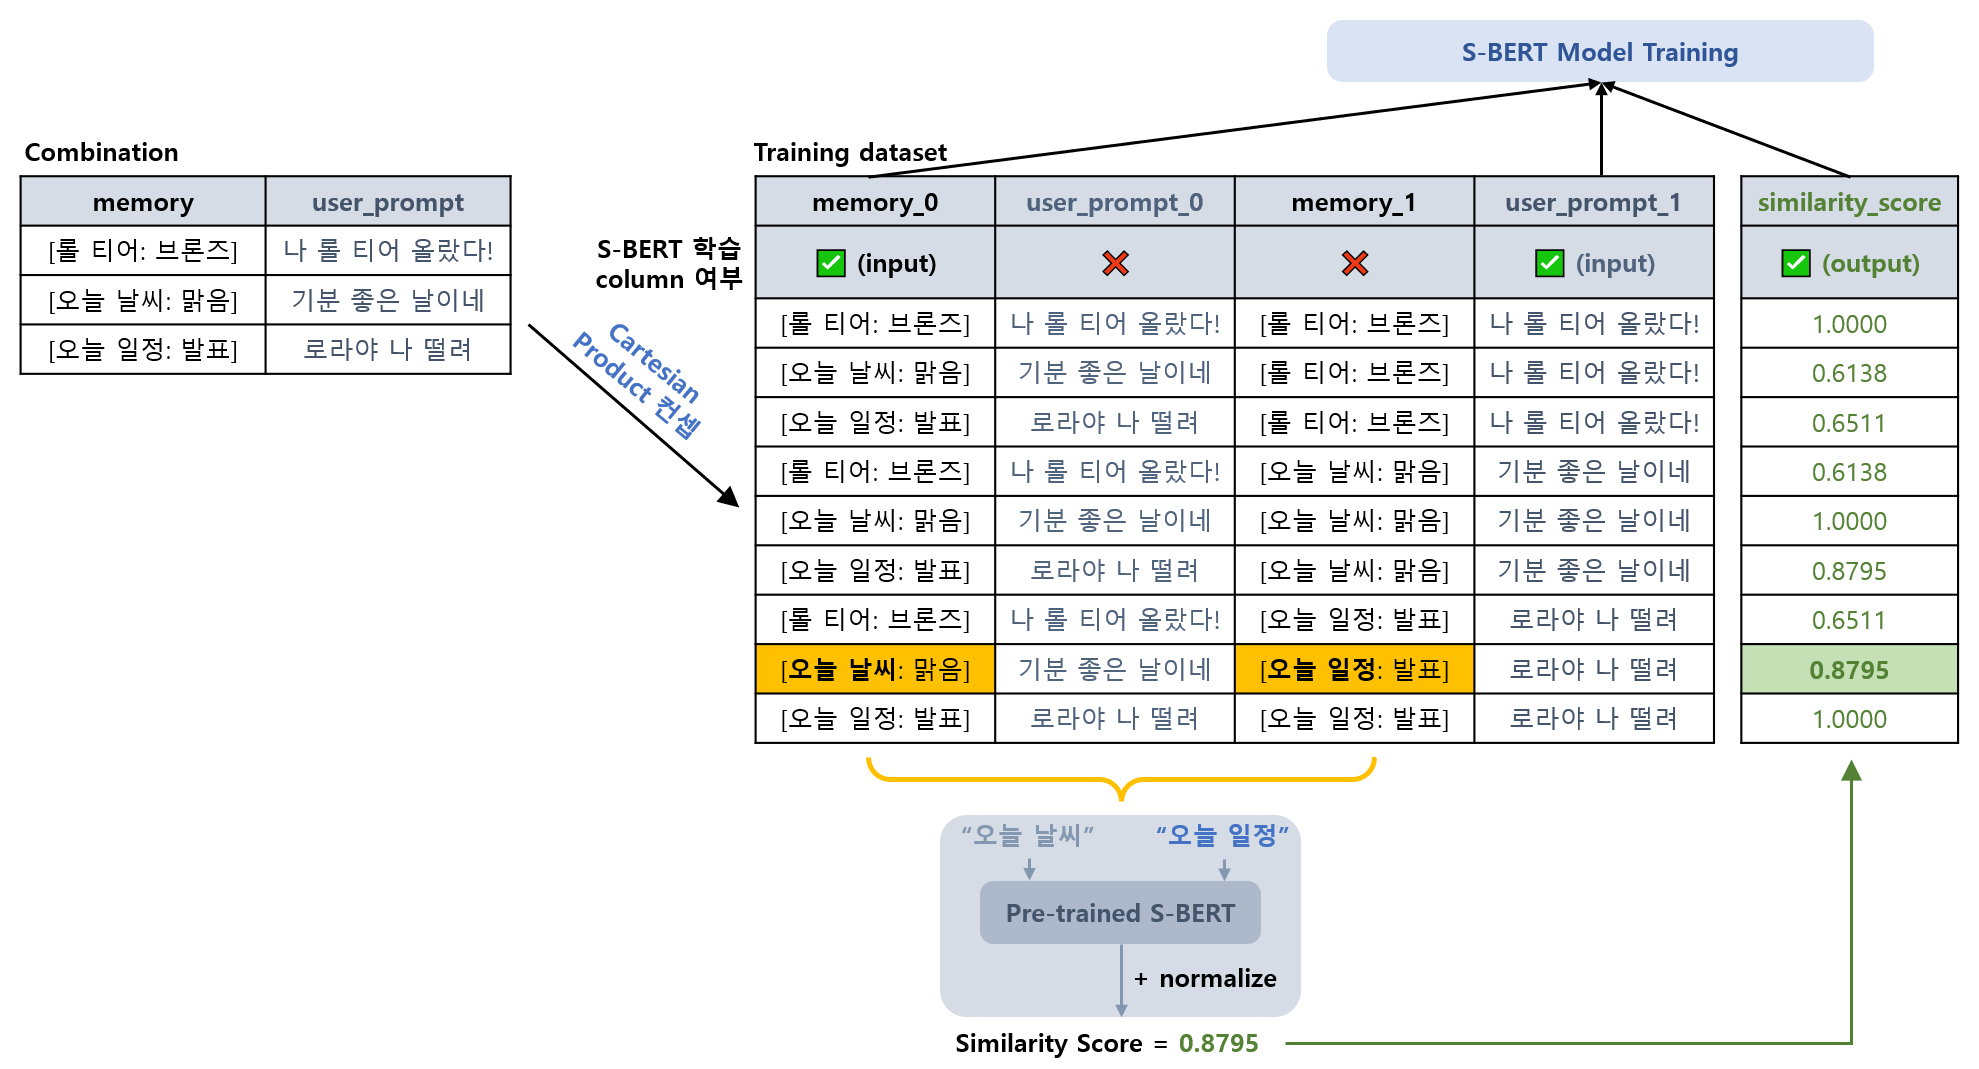 S-BERT Model Training
Combination
memory user_prompt
[롤 티어: 브론즈] 나 롤 티어 올랐다!
[오늘 날씨: 맑음] 기분 좋은 날이네
[오늘 일정: 발표] 로라야 나 떨려
Cartesian
Product 컨셉
Training dataset
memory_0 user_prompt_0 memory_1 user_prompt_1 similarity_score
S-BERT 학습
column 여부
✅ (input) ❌ ❌ ✅ (input) ✅ (output)
[롤 티어: 브론즈] 나 롤 티어 올랐다! [롤 티어: 브론즈] 나 롤 티어 올랐다! 1.0000
[오늘 날씨: 맑음] 기분 좋은 날이네 [롤 티어: 브론즈] 나 롤 티어 올랐다! 0.6138
[오늘 일정: 발표] 로라야 나 떨려 [롤 티어: 브론즈] 나 롤 티어 올랐다! 0.6511
[롤 티어: 브론즈] 나 롤 티어 올랐다! [오늘 날씨: 맑음] 기분 좋은 날이네 0.6138
[오늘 날씨: 맑음] 기분 좋은 날이네 [오늘 날씨: 맑음] 기분 좋은 날이네 1.0000
[오늘 일정: 발표] 로라야 나 떨려 [오늘 날씨: 맑음] 기분 좋은 날이네 0.8795
[롤 티어: 브론즈] 나 롤 티어 올랐다! [오늘 일정: 발표] 로라야 나 떨려 0.6511
[오늘 날씨: 맑음] 기분 좋은 날이네 [오늘 일정: 발표] 로라야 나 떨려 0.8795
[오늘 일정: 발표] 로라야 나 떨려 [오늘 일정: 발표] 로라야 나 떨려 1.0000
“오늘 날씨” “오늘 일정”
Pre-trained S-BERT
+ normalize
Similarity Score = 0.8795